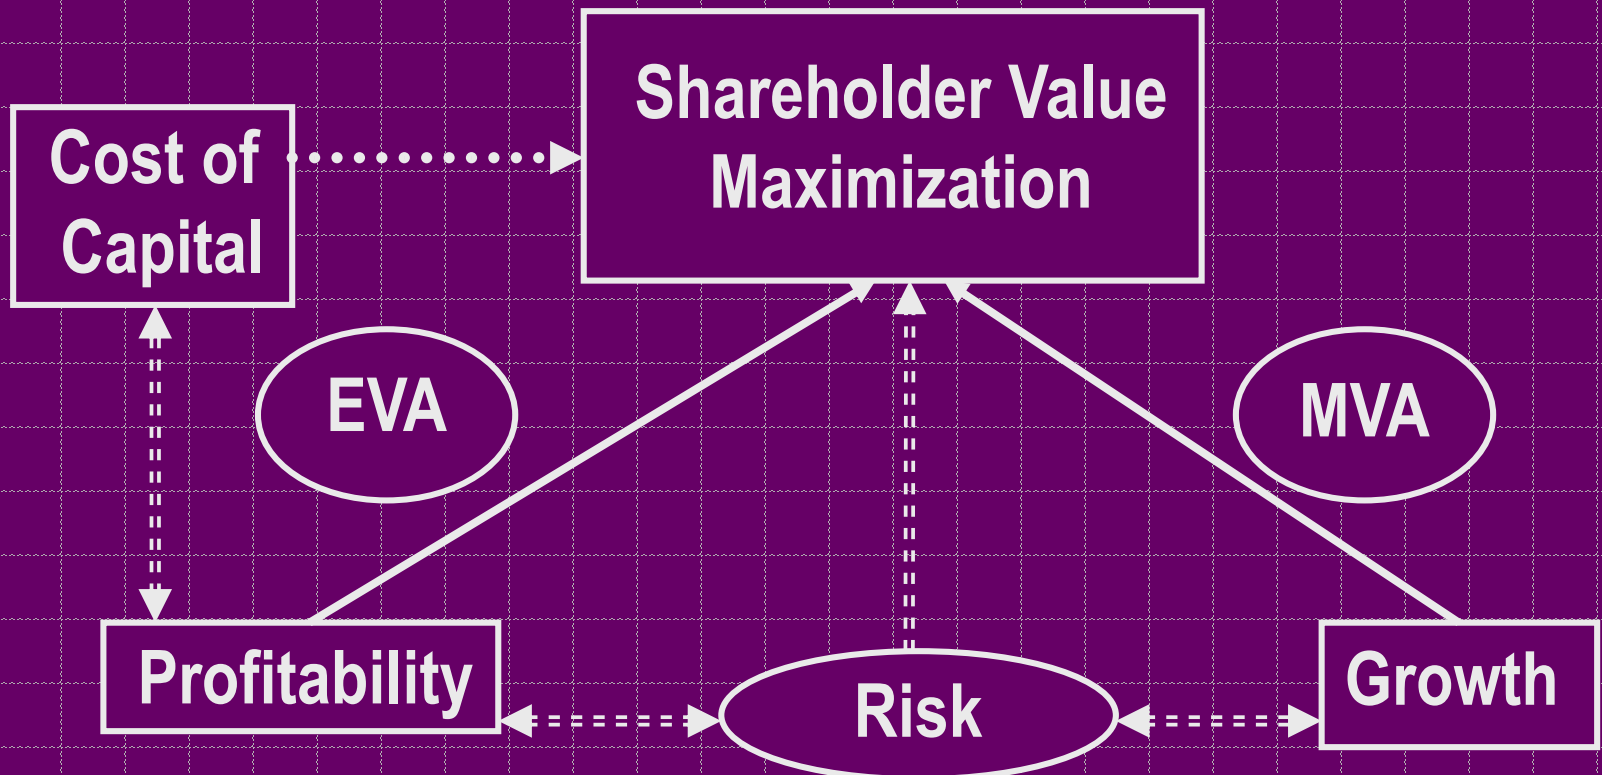 Shareholder Value
Maximization
Cost of
Capital
EVA
MVA
Profitability
Risk
Growth